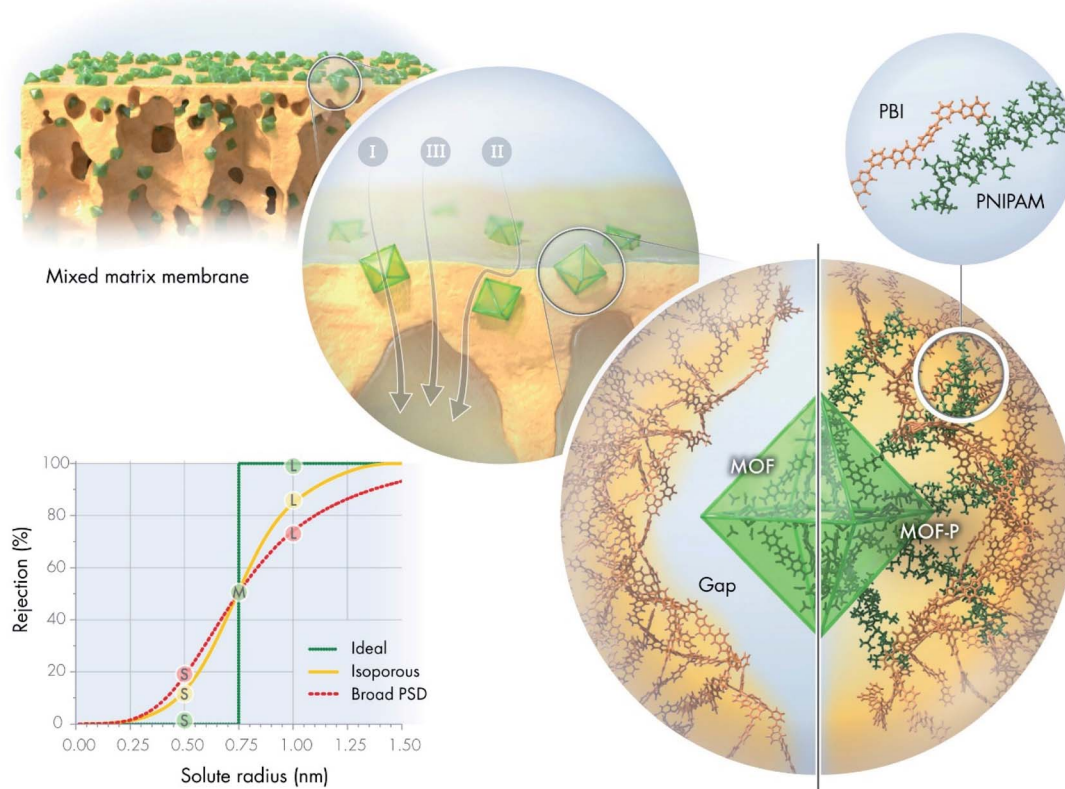 Mixed matrix membrane
I
III
II
PBI
PNIPAM
MOF
MOF-P
Gap
Rejection (%)
100
80
60
40
20
0
L
L
L
M
S
S
S
Ideal
Isoporous
Broad PSD
0.00 0.25 0.50 0.75 1.00 1.25 1.50
Solute radius (nm)